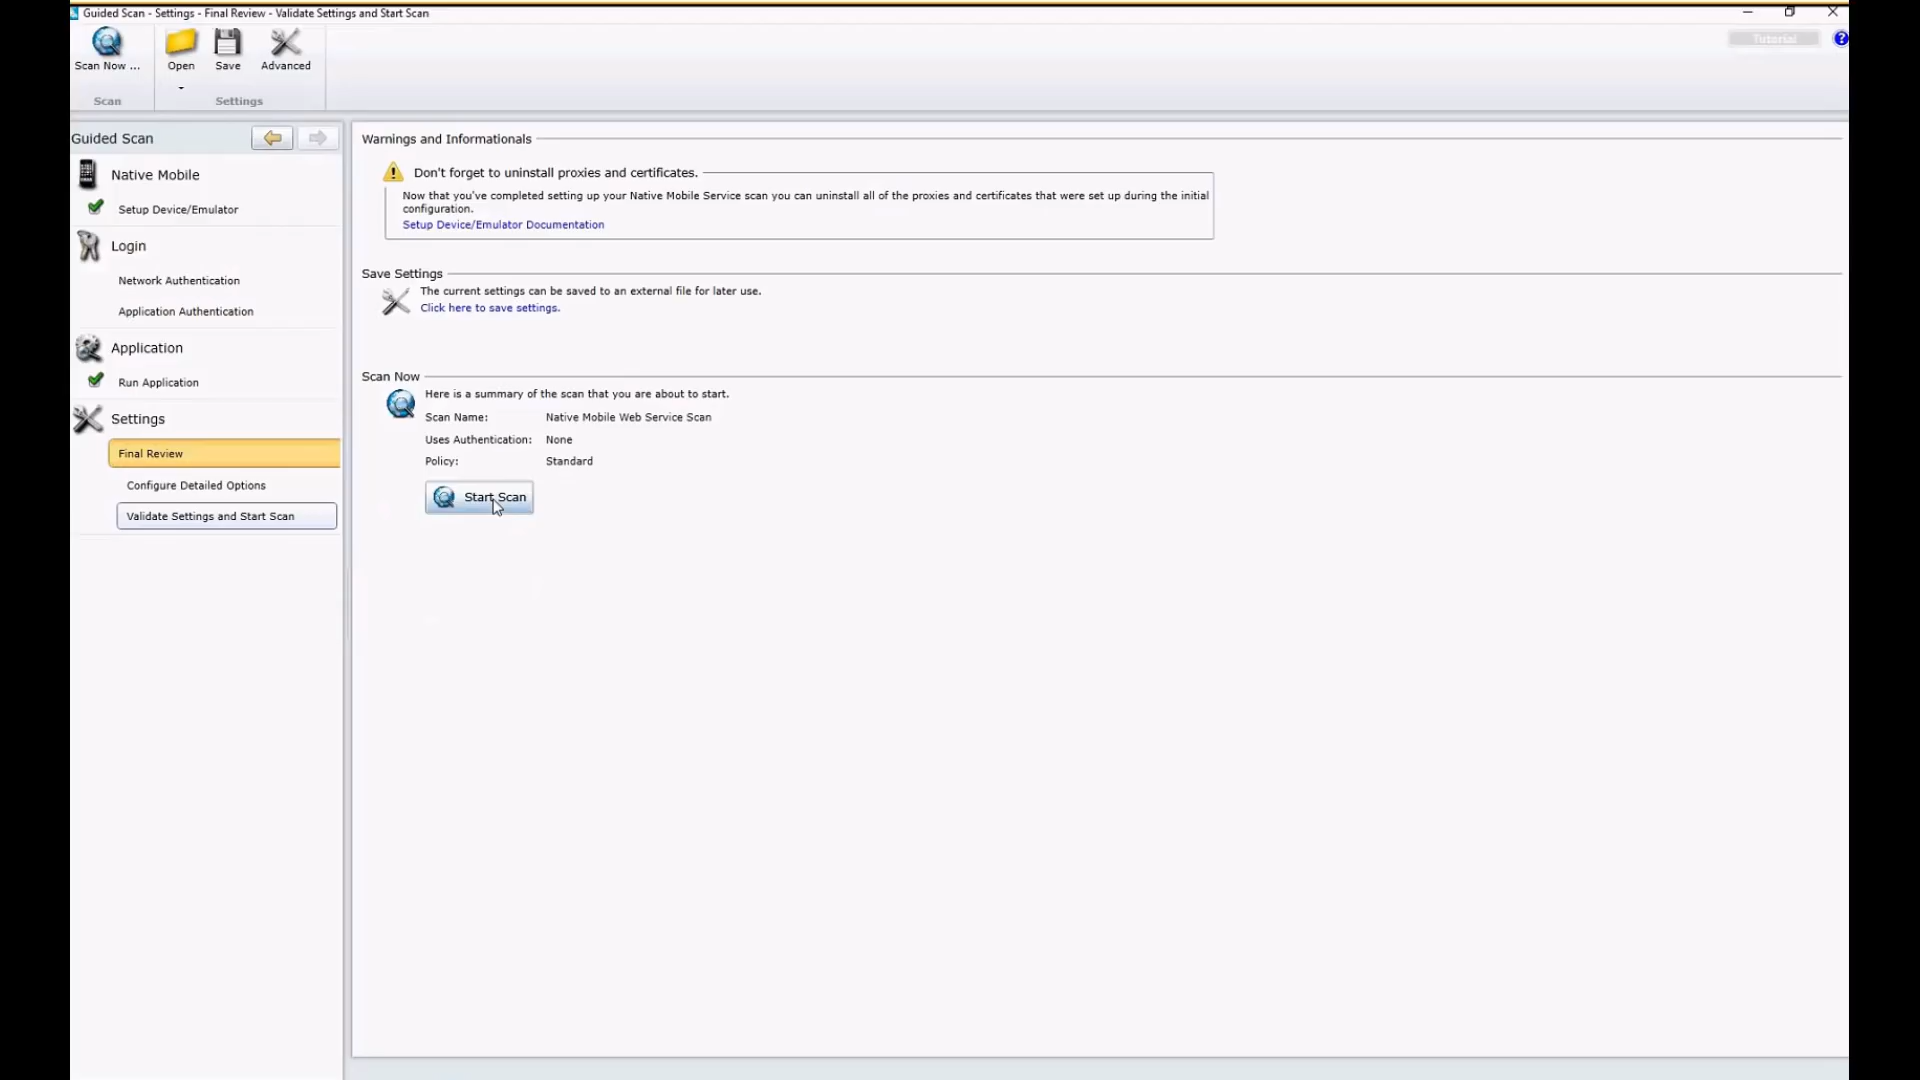 Guided Scan - Settings - Final Review - Validate Settings and Start Scan
Scan Now ...
Open
Save
Advanced
Scan
Settings
Tutorial
?
Guided Scan
Native Mobile
Setup Device/Emulator
Login
Network Authentication
Application Authentication
Application
Run Application
Settings
Final Review
Configure Detailed Options
Validate Settings and Start Scan
Warnings and Informationals
Don't forget to uninstall proxies and certificates.
Now that you've completed setting up your Native Mobile Service scan you can uninstall all of the proxies and certificates that were set up during the initial
configuration.
Setup Device/Emulator Documentation
Save Settings
The current settings can be saved to an external file for later use.
Click here to save settings.
Scan Now
Here is a summary of the scan that you are about to start.
Scan Name: Native Mobile Web Service Scan
Uses Authentication: None
Policy: Standard
Start Scan